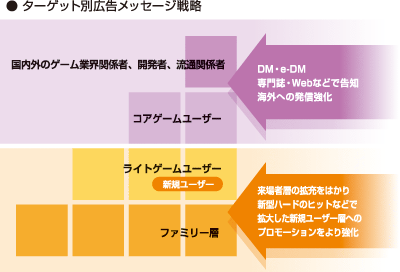 ● ターゲット別広告メッセージ戦略
国内外のゲーム業界関係者、開発者、流通関係者
DM・e-DM
専門誌・Webなどで告知
海外への発信強化
コアゲームユーザー
ライトゲームユーザー
新規ユーザー
来場者層の拡充をはかり
新型ハードのヒットなどで
拡大した新規ユーザー層への
プロモーションをより強化
ファミリー層